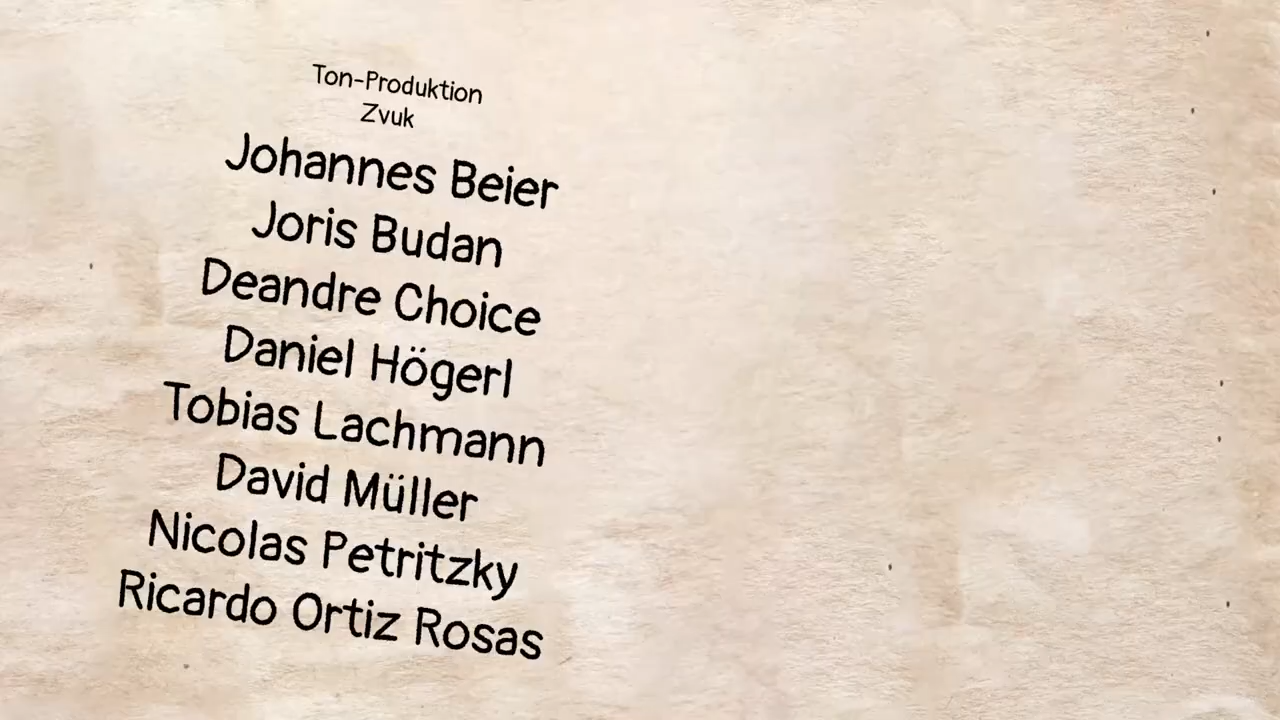 Ton-Produktion
Zvuk
Johannes Beier
Joris Budan
Deandre Choice
Daniel Högerl
Tobias Lachmann
David Müller
Nicolas Petritzky
Ricardo Ortiz Rosas